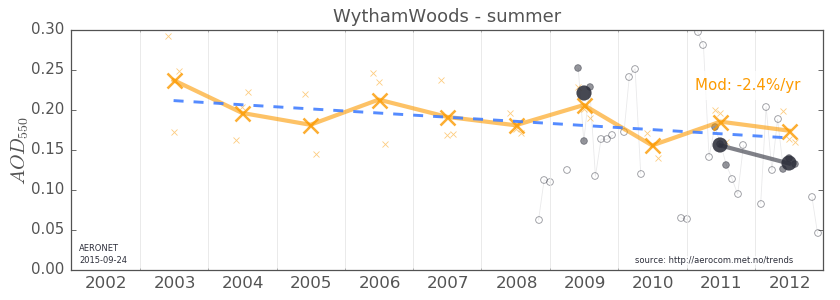 WythamWoods - summer
0.30
0.25
0.20
0.15
0.10
0.05
0.00
AOD550
Mod: -2.4%/yr
AERONET
2015-09-24
source: http://aerocom.met.no/trends
2002 2003 2004 2005 2006 2007 2008 2009 2010 2011 2012